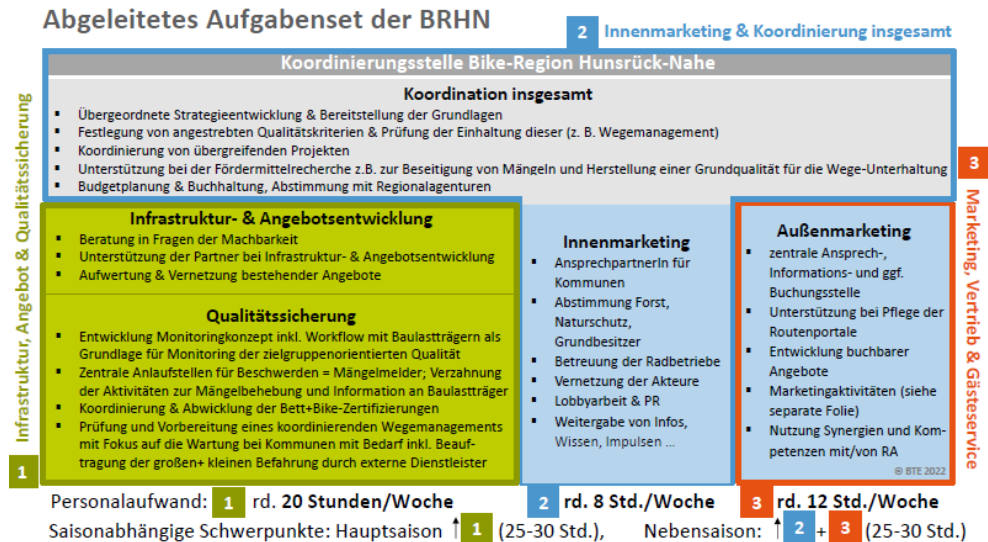 Abgeleitetes Aufgabenset der BRHN
2 Innenmarketing & Koordinierung insgesamt
Koordinierungsstelle Bike-Region Hunsrück-Nahe
Koordination insgesamt
▪ Übergeordnete Strategieentwicklung & Bereitstellung der Grundlagen
▪ Festlegung von angestrebten Qualitätskriterien & Prüfung der Einhaltung dieser (z. B. Wegemanagement)
▪ Koordinierung von übergreifenden Projekten
▪ Unterstützung bei der Fördermittelrecherche z.B. zur Beseitigung von Mängeln und Herstellung einer Grundqualität für die Wege-Unterhaltung
▪ Budgetplanung & Buchhaltung, Abstimmung mit Regionalagenturen
1 Infrastruktur, Angebot & Qualitätssicherung
Infrastruktur- & Angebotsentwicklung
▪ Beratung in Fragen der Machbarkeit
▪ Unterstützung der Partner bei Infrastruktur- & Angebotsentwicklung
▪ Aufwertung & Vernetzung bestehender Angebote
Qualitätssicherung
▪ Entwicklung Monitoringkonzept inkl. Workflow mit Baulastträgern als
Grundlage für Monitoring der zielgruppenorientierten Qualität
▪ Zentrale Anlaufstellen für Beschwerden = Mängelmelder; Verzahnung
der Aktivitäten zur Mängelbehebung und Information an Baulastträger
▪ Koordinierung & Abwicklung der Bett+Bike-Zertifizierungen
▪ Prüfung und Vorbereitung eines koordinierenden Wegemanagements
mit Fokus auf die Wartung bei Kommunen mit Bedarf inkl. Beauf-
tragung der großen+ kleinen Befahrung durch externe Dienstleister
Innenmarketing
▪ AnsprechpartnerIn für
Kommunen
▪ Abstimmung Forst,
Naturschutz,
Grundbesitzer
▪ Betreuung der Radbetriebe
▪ Vernetzung der Akteure
▪ Lobbyarbeit & PR
▪ Weitergabe von Infos,
Wissen, Impulsen ...
3 Marketing, Vertrieb & Gästeservice
Außenmarketing
▪ zentrale Ansprech-,
Informations- und ggf.
Buchungsstelle
▪ Unterstützung bei Pflege der
Routenportale
▪ Entwicklung buchbarer
Angebote
▪ Marketingaktivitäten (siehe
separate Folie)
▪ Nutzung Synergien und Kom-
petenzen mit/von RA
© BTE 2022
Personalaufwand: 1 rd. 20 Stunden/Woche 2 rd. 8 Std./Woche 3 rd. 12 Std./Woche
Saisonabhängige Schwerpunkte: Hauptsaison ↑ 1 (25-30 Std.), Nebensaison: ↑ 2 + 3 (25-30 Std.)